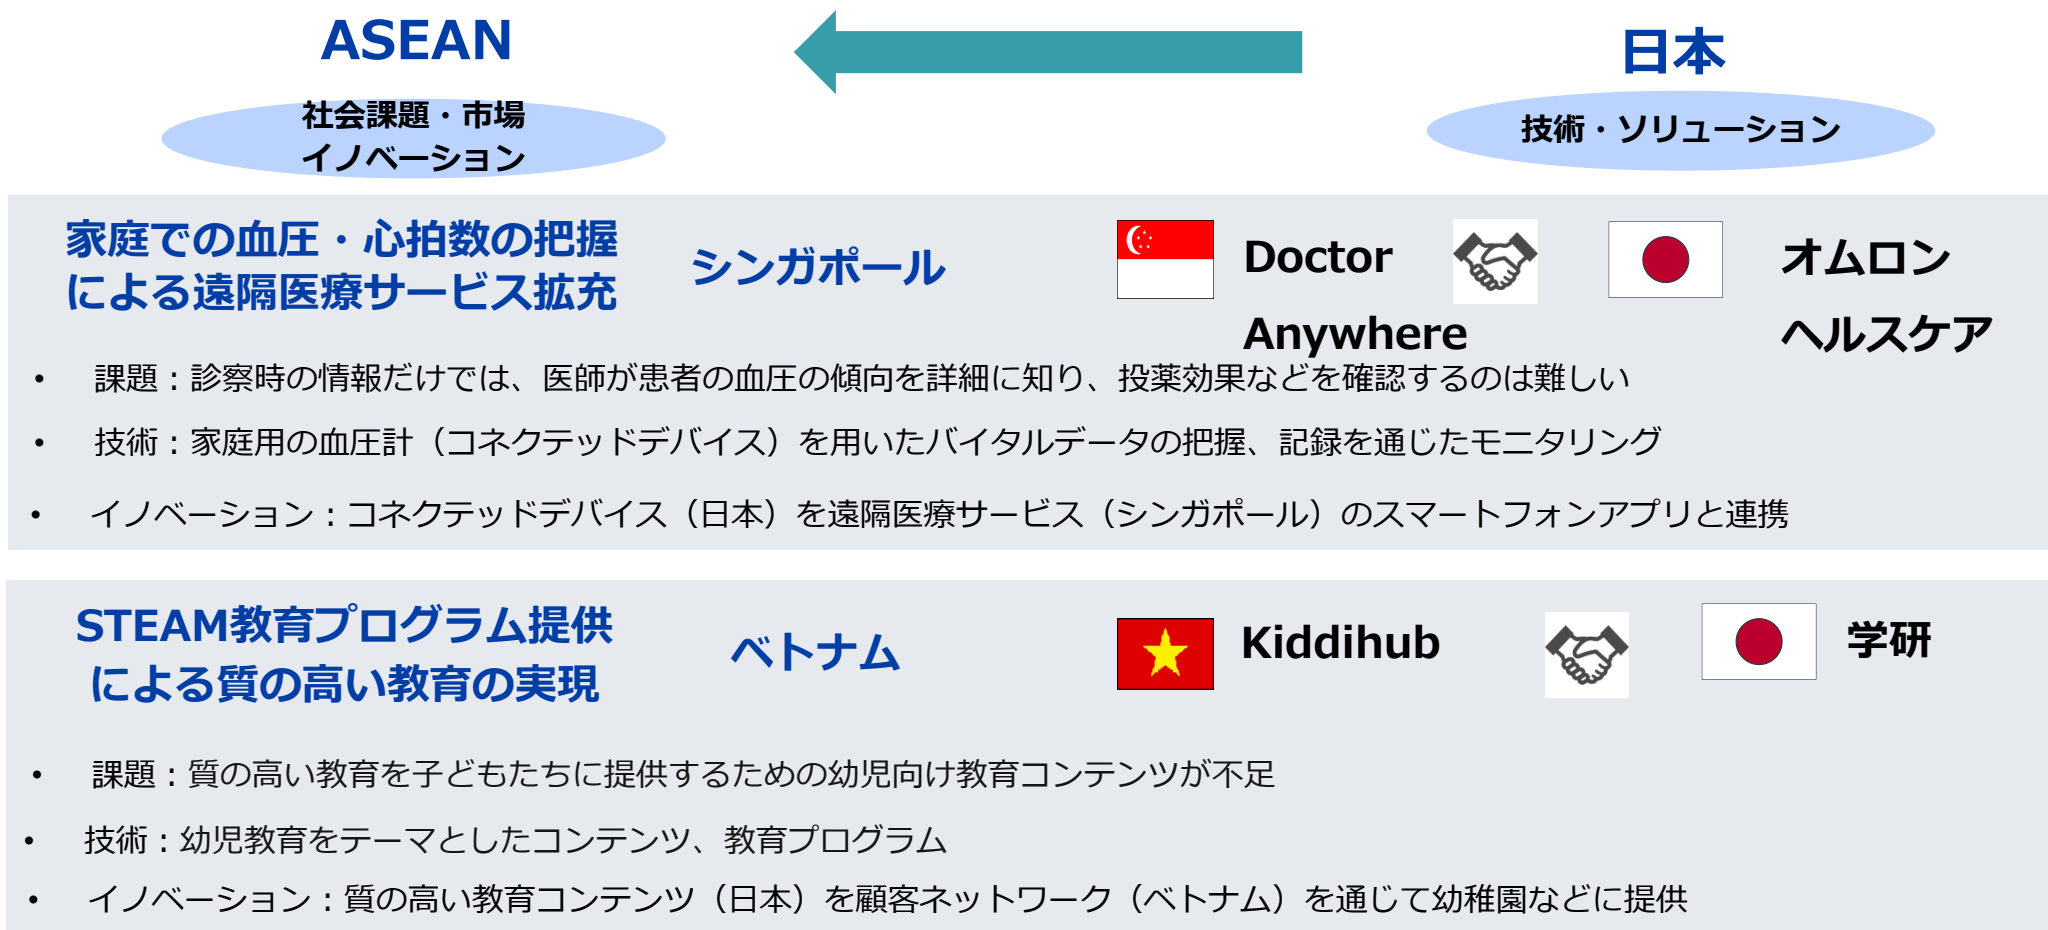 ASEAN
日本
社会課題・市場
イノベーション
技術・ソリューション
家庭での血圧・心拍数の把握
による遠隔医療サービス拡充
シンガポール
Doctor
Anywhere
オムロン
ヘルスケア
• 課題：診察時の情報だけでは、医師が患者の血圧の傾向を詳細に知り、投薬効果などを確認するのは難しい
• 技術：家庭用の血圧計（コネクテッドデバイス）を用いたバイタルデータの把握、記録を通じたモニタリング
• イノベーション：コネクテッドデバイス（日本）を遠隔医療サービス（シンガポール）のスマートフォンアプリと連携
STEAM教育プログラム提供
による質の高い教育の実現
ベトナム
Kiddihub
学研
• 課題：質の高い教育を子どもたちに提供するための幼児向け教育コンテンツが不足
• 技術：幼児教育をテーマとしたコンテンツ、教育プログラム
• イノベーション：質の高い教育コンテンツ（日本）を顧客ネットワーク（ベトナム）を通じて幼稚園などに提供